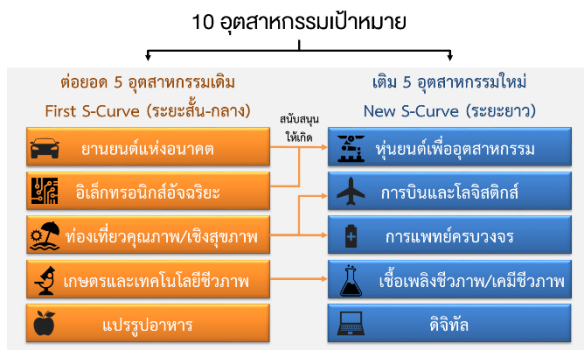 10 อุตสาหกรรมเป้าหมาย
ต่อยอด 5 อุตสาหกรรมเดิม
First S-Curve (ระยะสั้น-กลาง)
สนับสนุน
ให้เกิด
เติม 5 อุตสาหกรรมใหม่
New S-Curve (ระยะยาว)
ยานยนต์แห่งอนาคต
หุ่นยนต์เพื่ออุตสาหกรรม
อิเล็กทรอนิกส์อัจฉริยะ
การบินและโลจิสติกส์
ท่องเที่ยวคุณภาพ/เชิงสุขภาพ
การแพทย์ครบวงจร
เกษตรและเทคโนโลยีชีวภาพ
เชื้อเพลิงชีวภาพ/เคมีชีวภาพ
แปรรูปอาหาร
ดิจิทัล